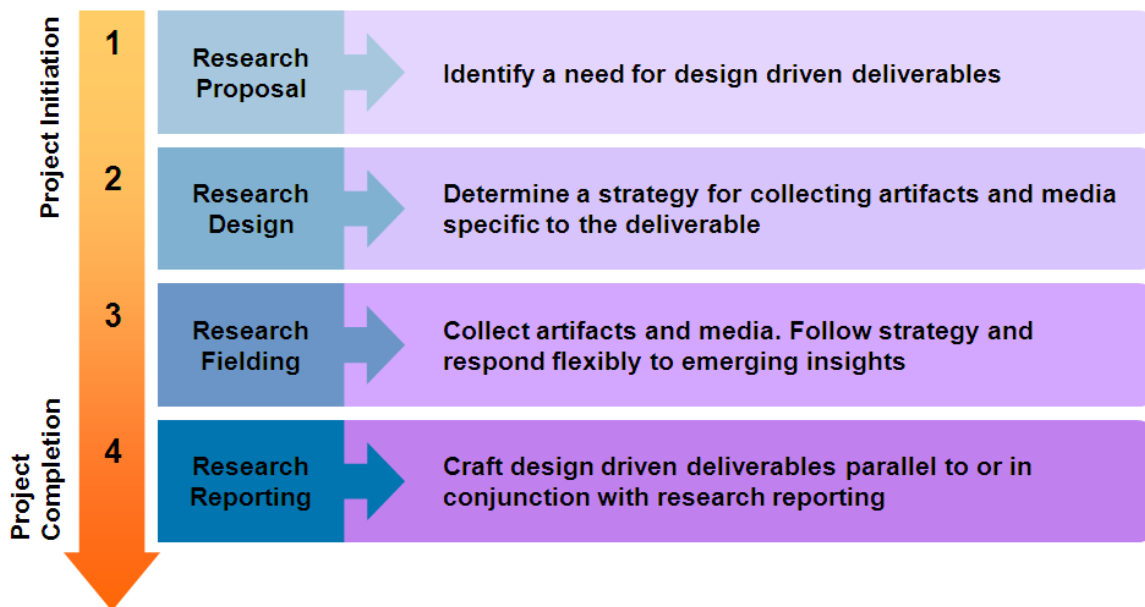 Project Initiation
1
Research
Proposal
Identify a need for design driven deliverables
2
Research
Design
Determine a strategy for collecting artifacts and media
specific to the deliverable
3
Research
Fielding
Collect artifacts and media. Follow strategy and
respond flexibly to emerging insights
Project
Completion
4
Research
Reporting
Craft design driven deliverables parallel to or in
conjunction with research reporting